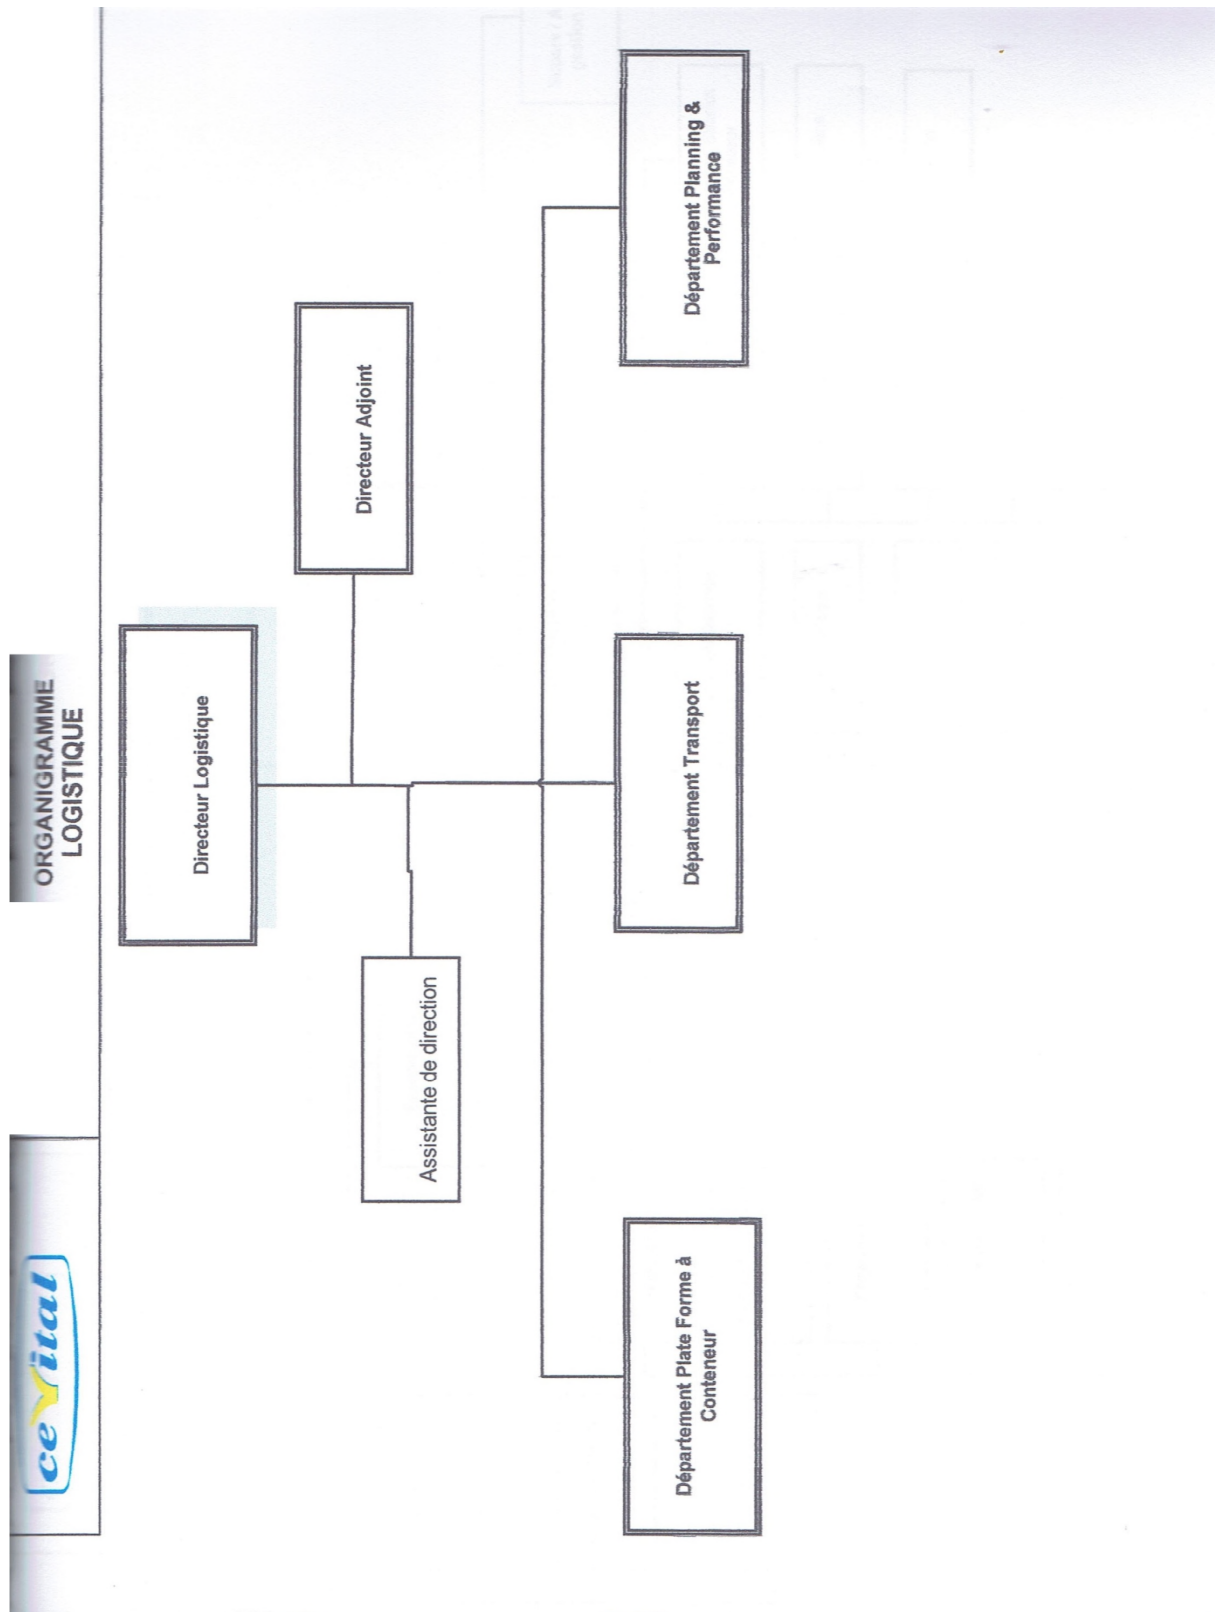 cevital
ORGANIGRAMME
LOGISTIQUE
Directeur Logistique
Directeur Adjoint
Assistante de direction
Département Plate Forme à
Conteneur
Département Transport
Département Planning &
Performance